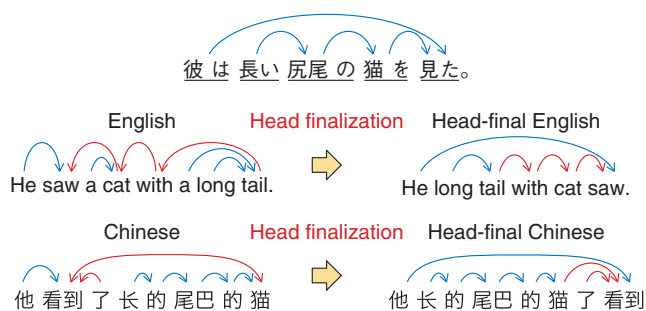 彼 は 長い 尻尾 の 猫 を 見た。
English Head finalization Head-final English
He saw a cat with a long tail. He long tail with cat saw.
Chinese Head finalization Head-final Chinese
他 看到 了 长 的 尾巴 的 猫 他 长 的 尾巴 的 猫 了 看到